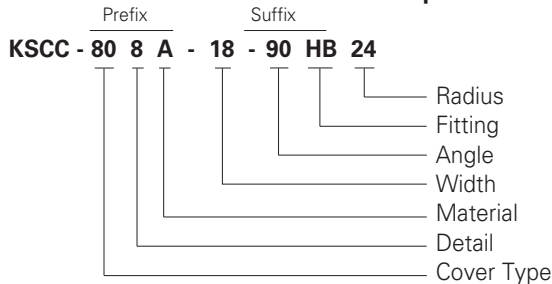 Prefix Suffix
KSCC - 80 8 A - 18 - 90 HB 24
Radius
Fitting
Angle
Width
Material
Detail
Cover Type